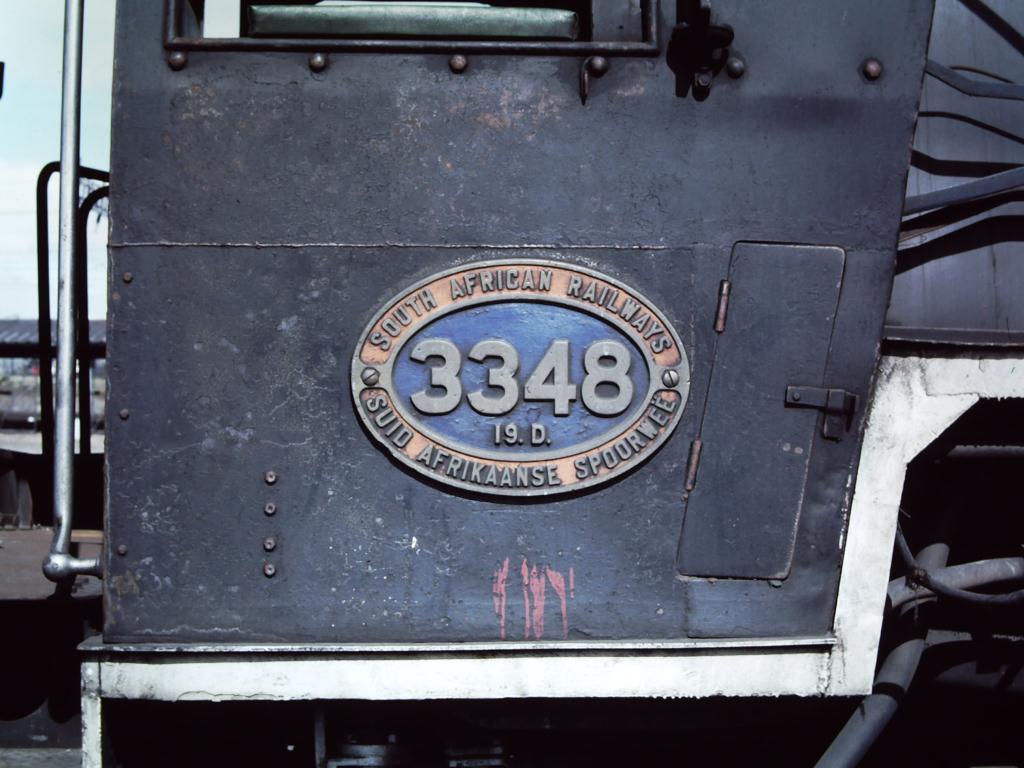 SOUTH AFRICAN RAILWAYS
3348
19. D.
SUID AFRIKAANSE SPOORWEË